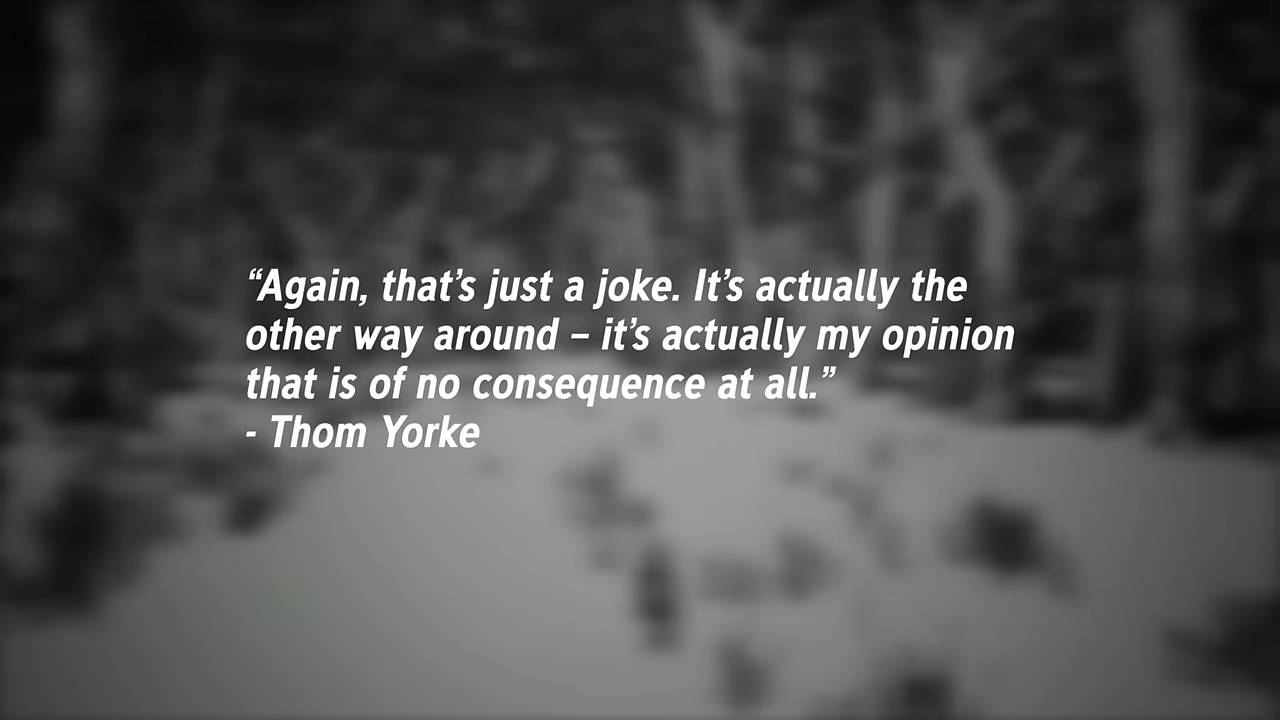 “Again, that’s just a joke. It’s actually the
other way around – it’s actually my opinion
that is of no consequence at all.”
- Thom Yorke